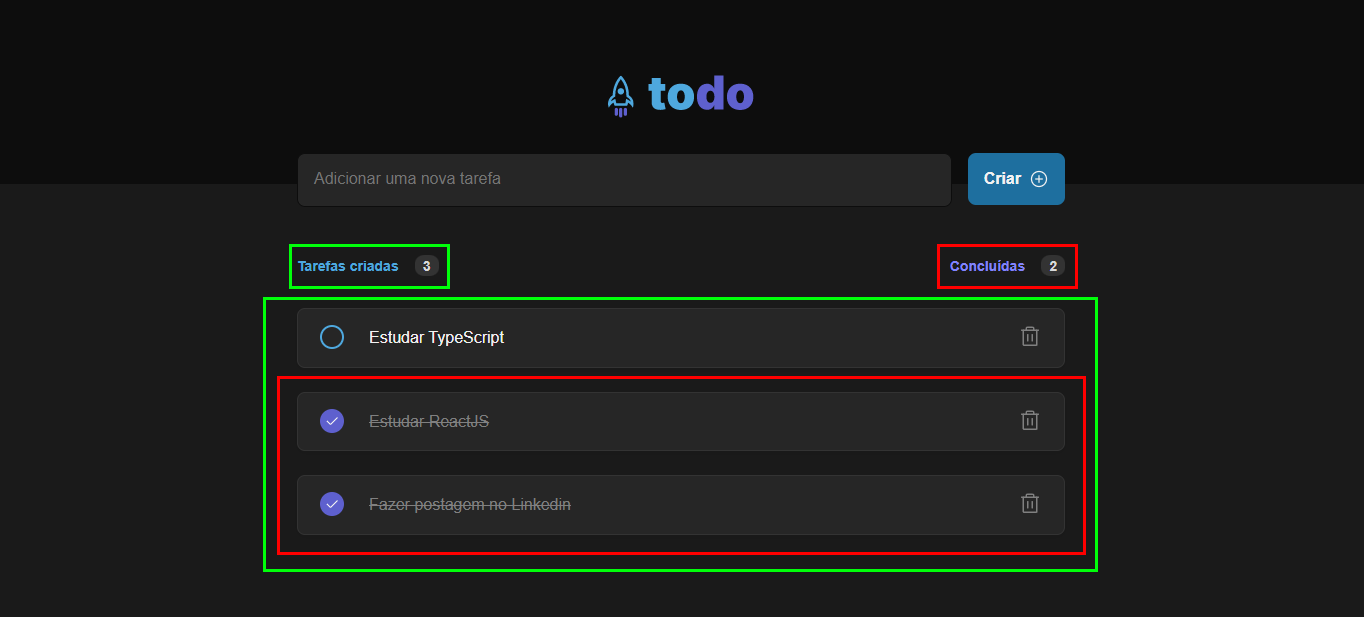 todo
Adicionar uma nova tarefa
Criar
Tarefas criadas 3
Concluídas 2
Estudar TypeScript
Estudar ReactJS
Fazer postagem no Linkedin